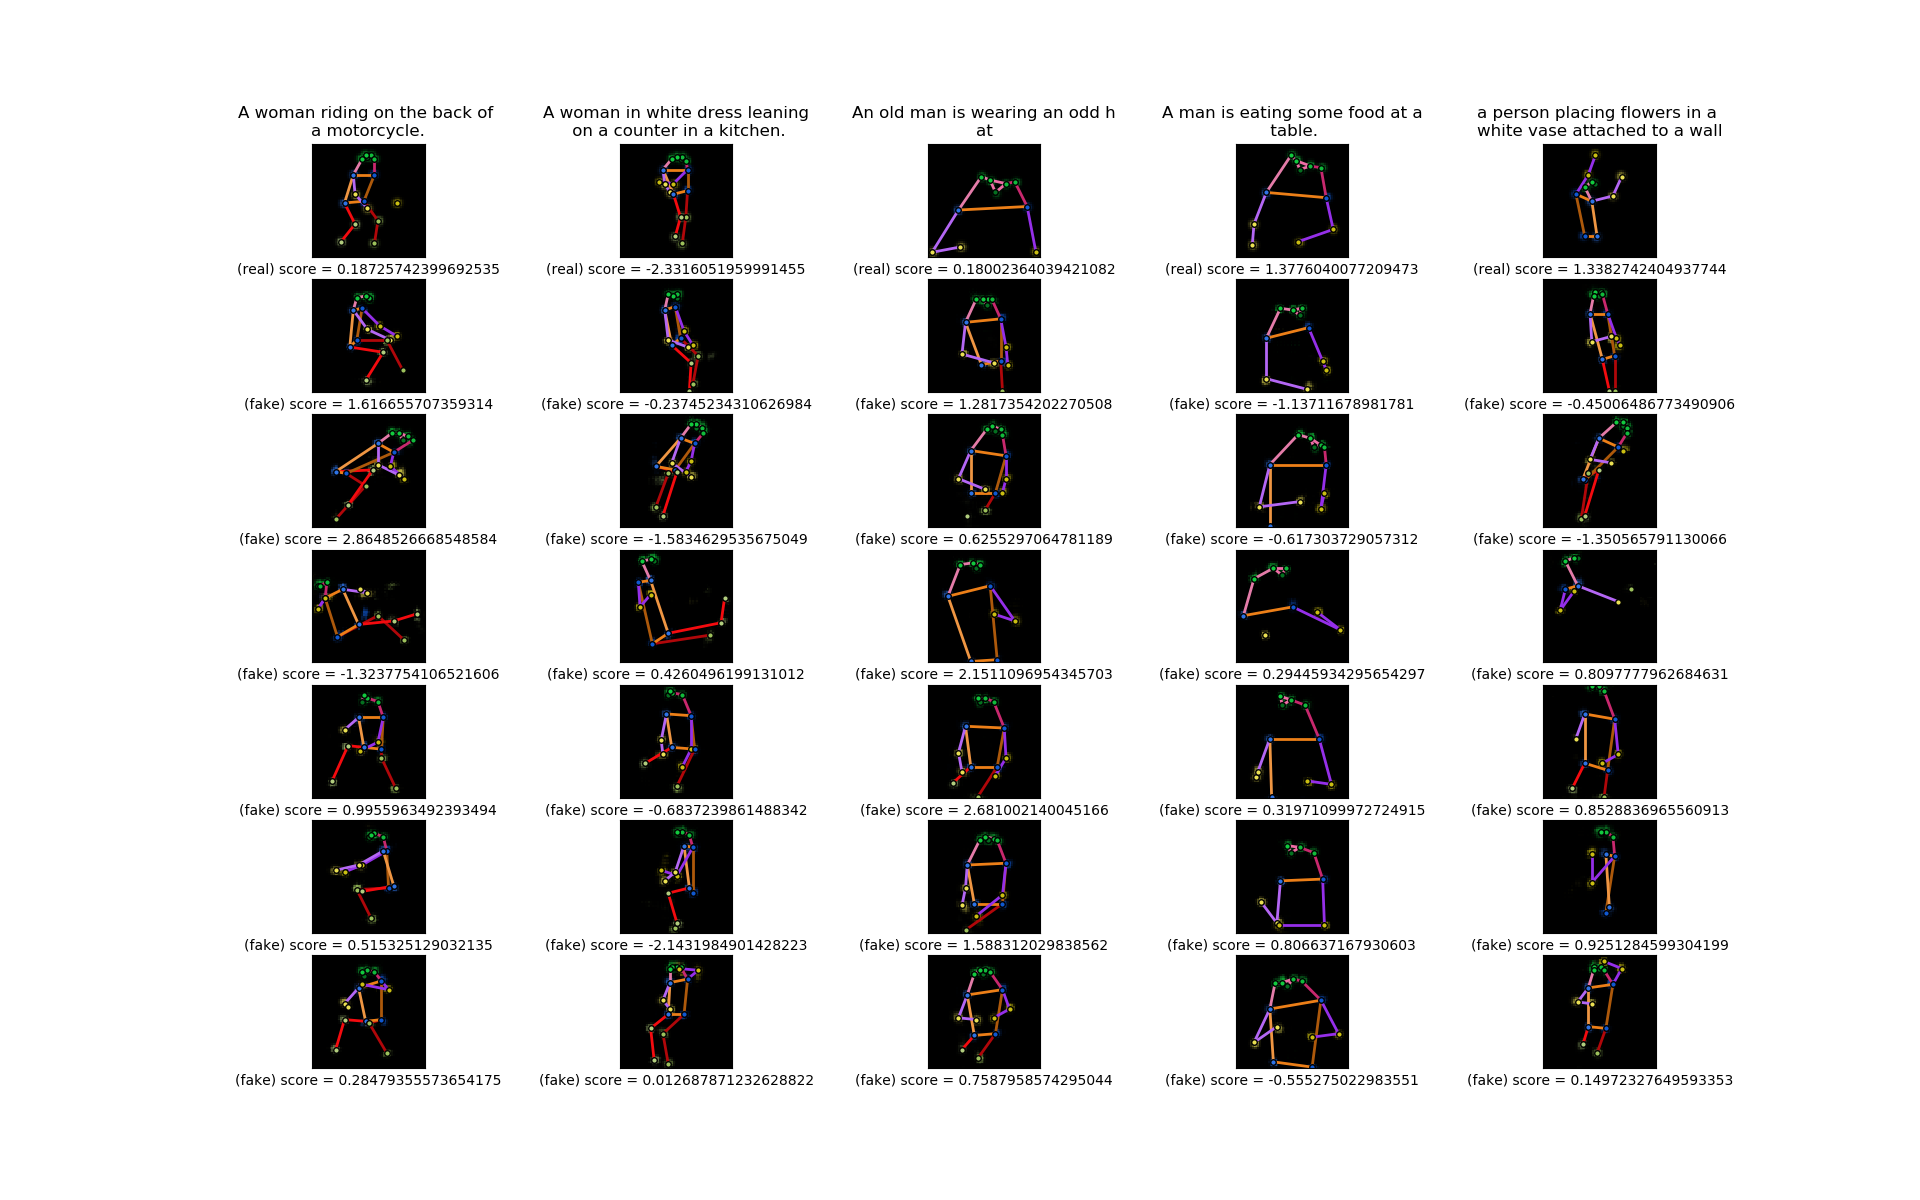 A woman riding on the back of
a motorcycle.
A woman in white dress leaning
on a counter in a kitchen.
An old man is wearing an odd h
at
A man is eating some food at a
table.
a person placing flowers in a
white vase attached to a wall
(real) score = 0.18725742399692535
(real) score = -2.3316051959991455
(real) score = 0.18002364039421082
(real) score = 1.3776040077209473
(real) score = 1.3382742404937744
(fake) score = 1.616655707359314
(fake) score = -0.23745234310626984
(fake) score = 1.2817354202270508
(fake) score = -1.13711678981781
(fake) score = -0.45006486773490906
(fake) score = 2.8648526668548584
(fake) score = -1.5834629535675049
(fake) score = 0.6255297064781189
(fake) score = -0.617303729057312
(fake) score = -1.350565791130066
(fake) score = -1.3237754106521606
(fake) score = 0.4260496199131012
(fake) score = 2.1511096954345703
(fake) score = 0.29445934295654297
(fake) score = 0.8097777962684631
(fake) score = 0.9955963492393494
(fake) score = -0.6837239861488342
(fake) score = 2.681002140045166
(fake) score = 0.31971099972724915
(fake) score = 0.8528836965560913
(fake) score = 0.515325129032135
(fake) score = -2.1431984901428223
(fake) score = 1.588312029838562
(fake) score = 0.806637167930603
(fake) score = 0.9251284599304199
(fake) score = 0.28479355573654175
(fake) score = 0.012687871232628822
(fake) score = 0.7587958574295044
(fake) score = -0.555275022983551
(fake) score = 0.14972327649593353